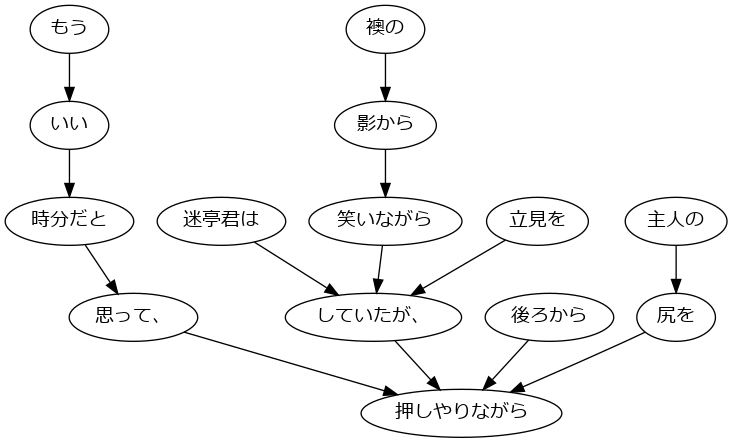 もう
襖の
いい
影から
時分だと
迷亭君は
笑いながら
立見を
主人の
思って、
していたが、
後ろから
尻を
押しやりながら